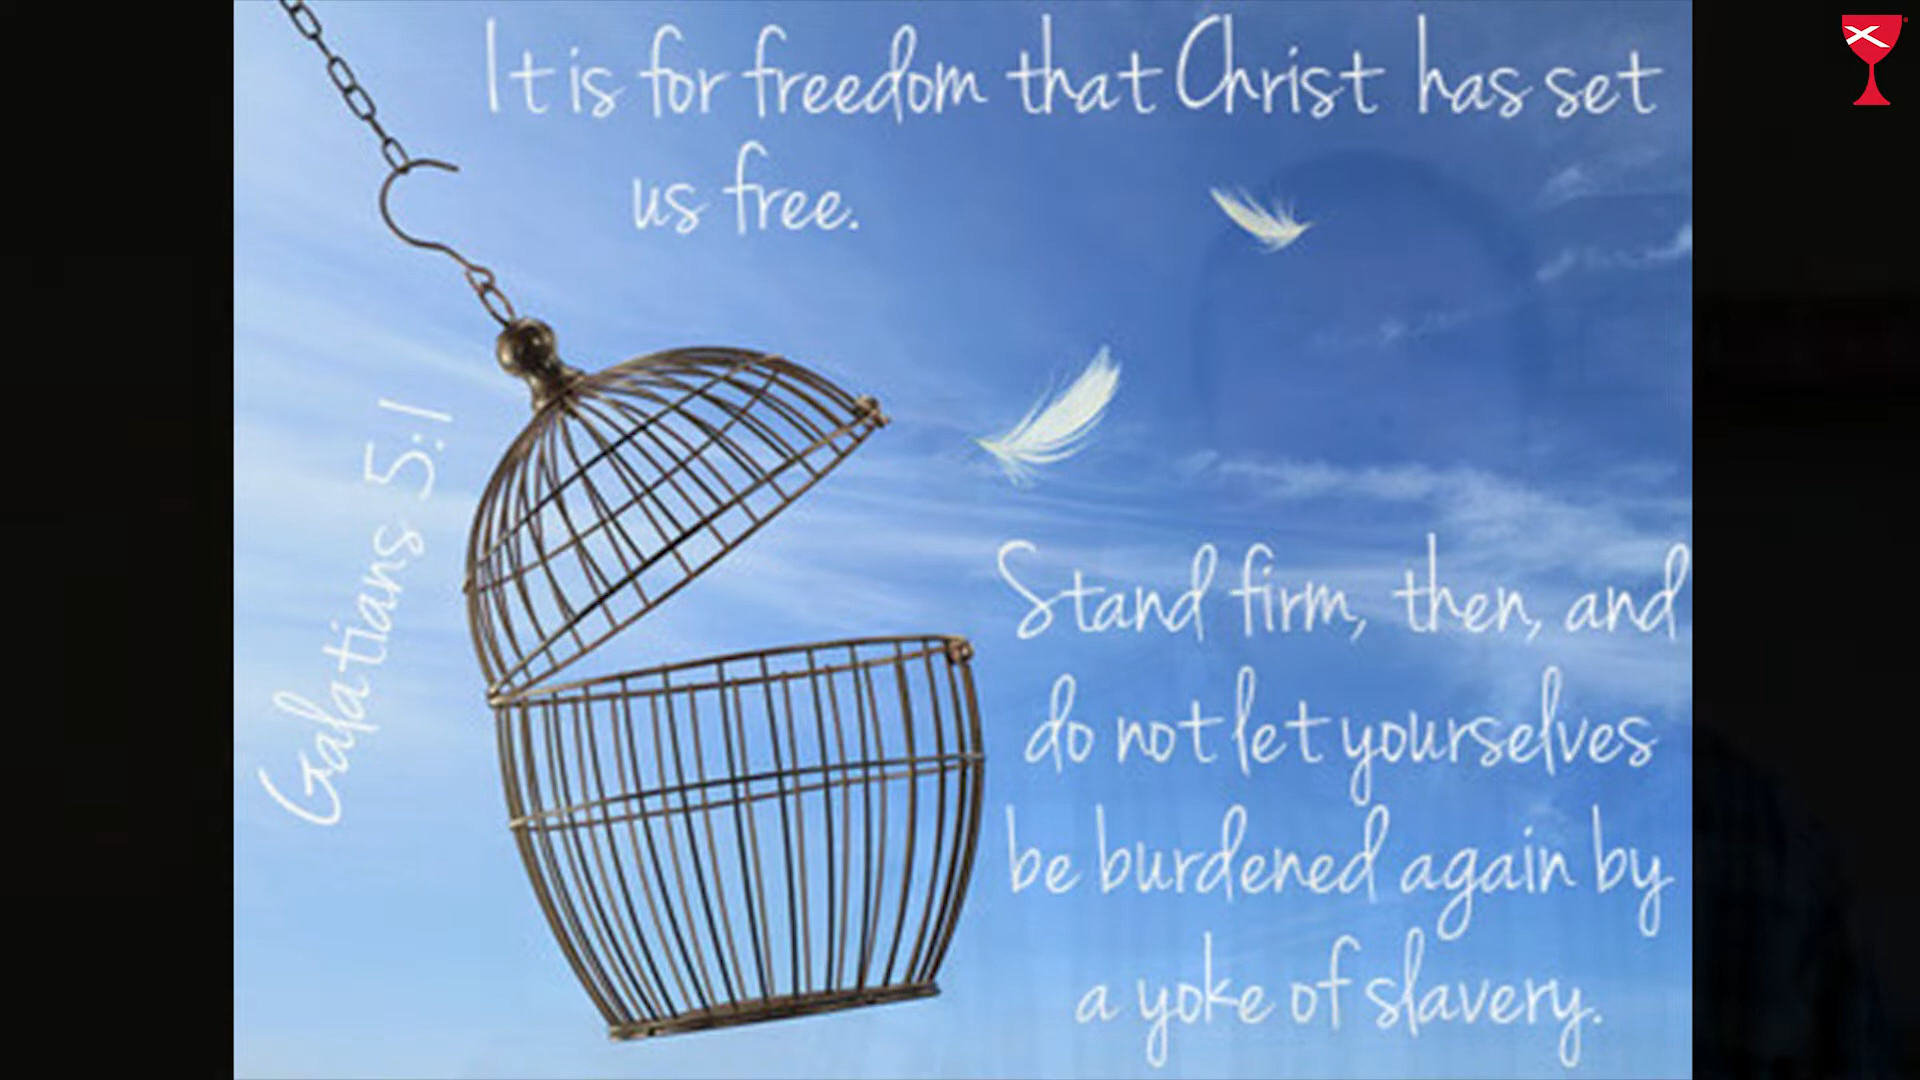 It is for freedom that Christ has set
us free.
Galatians 5:1
Stand firm, then, and
do not let yourselves
be burdened again by
a yoke of slavery.